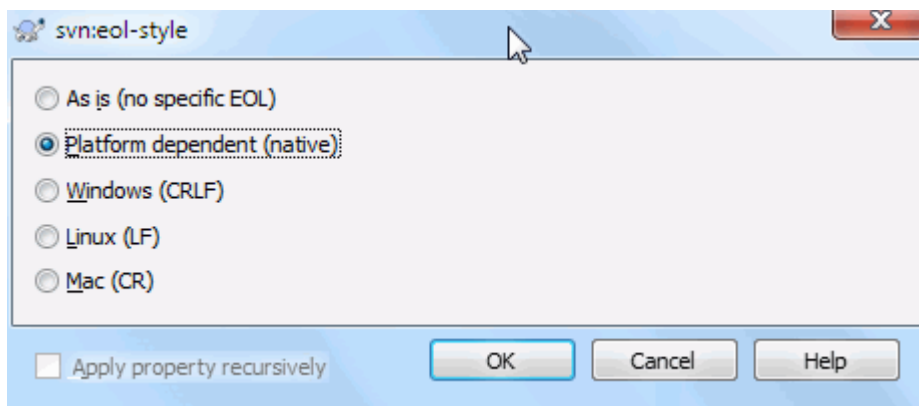 svn:eol-style
As is (no specific EOL)
Platform dependent (native)
Windows (CRLF)
Linux (LF)
Mac (CR)
Apply property recursively OK Cancel Help